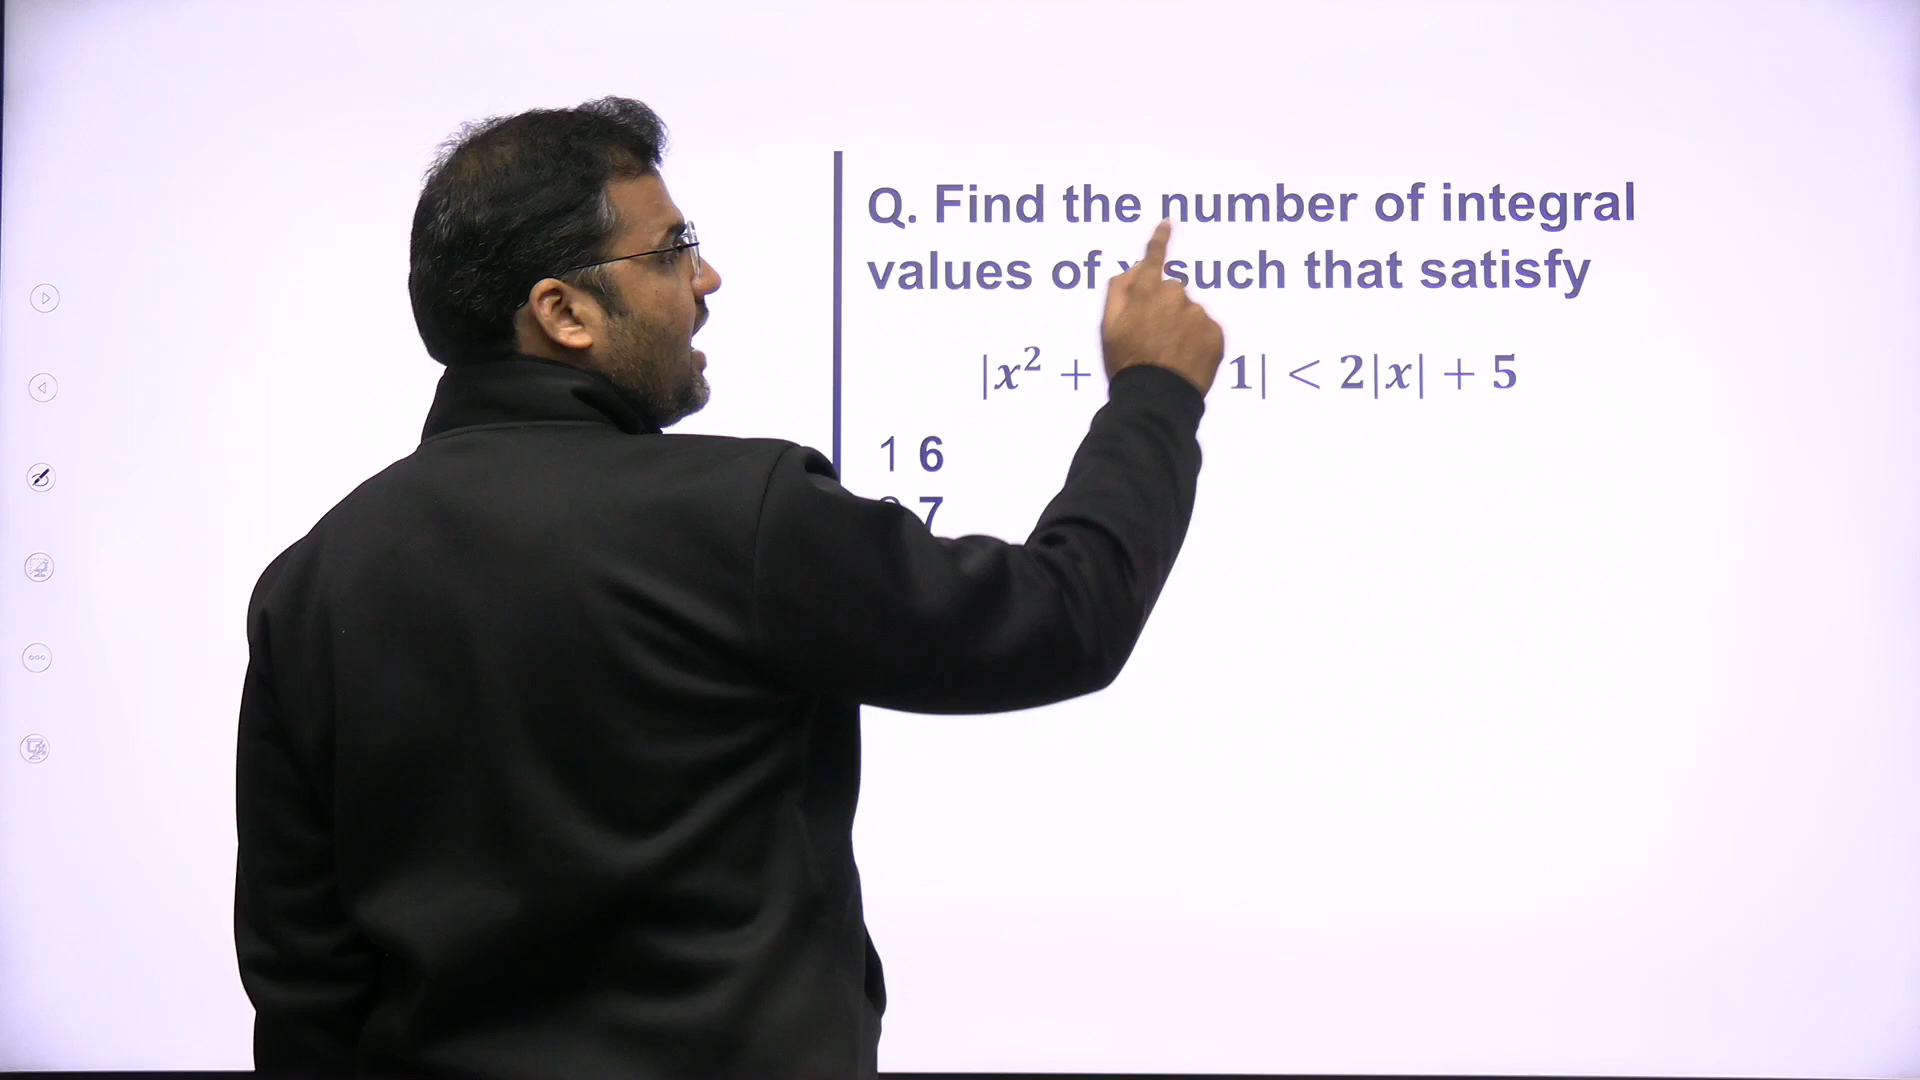 Q. Find the number of integral
values of such that satisfy
|x² + 1| < 2|x| + 5
1 6
7